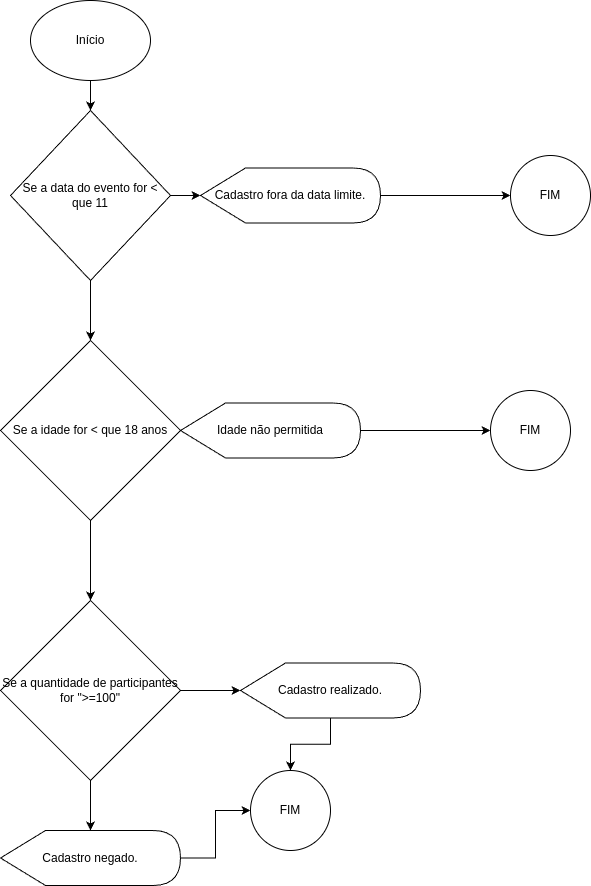 Início
Se a data do evento for <
que 11
Cadastro fora da data limite.
FIM
Se a idade for < que 18 anos
Idade não permitida
FIM
Se a quantidade de participantes
for ">=100"
Cadastro realizado.
FIM
Cadastro negado.